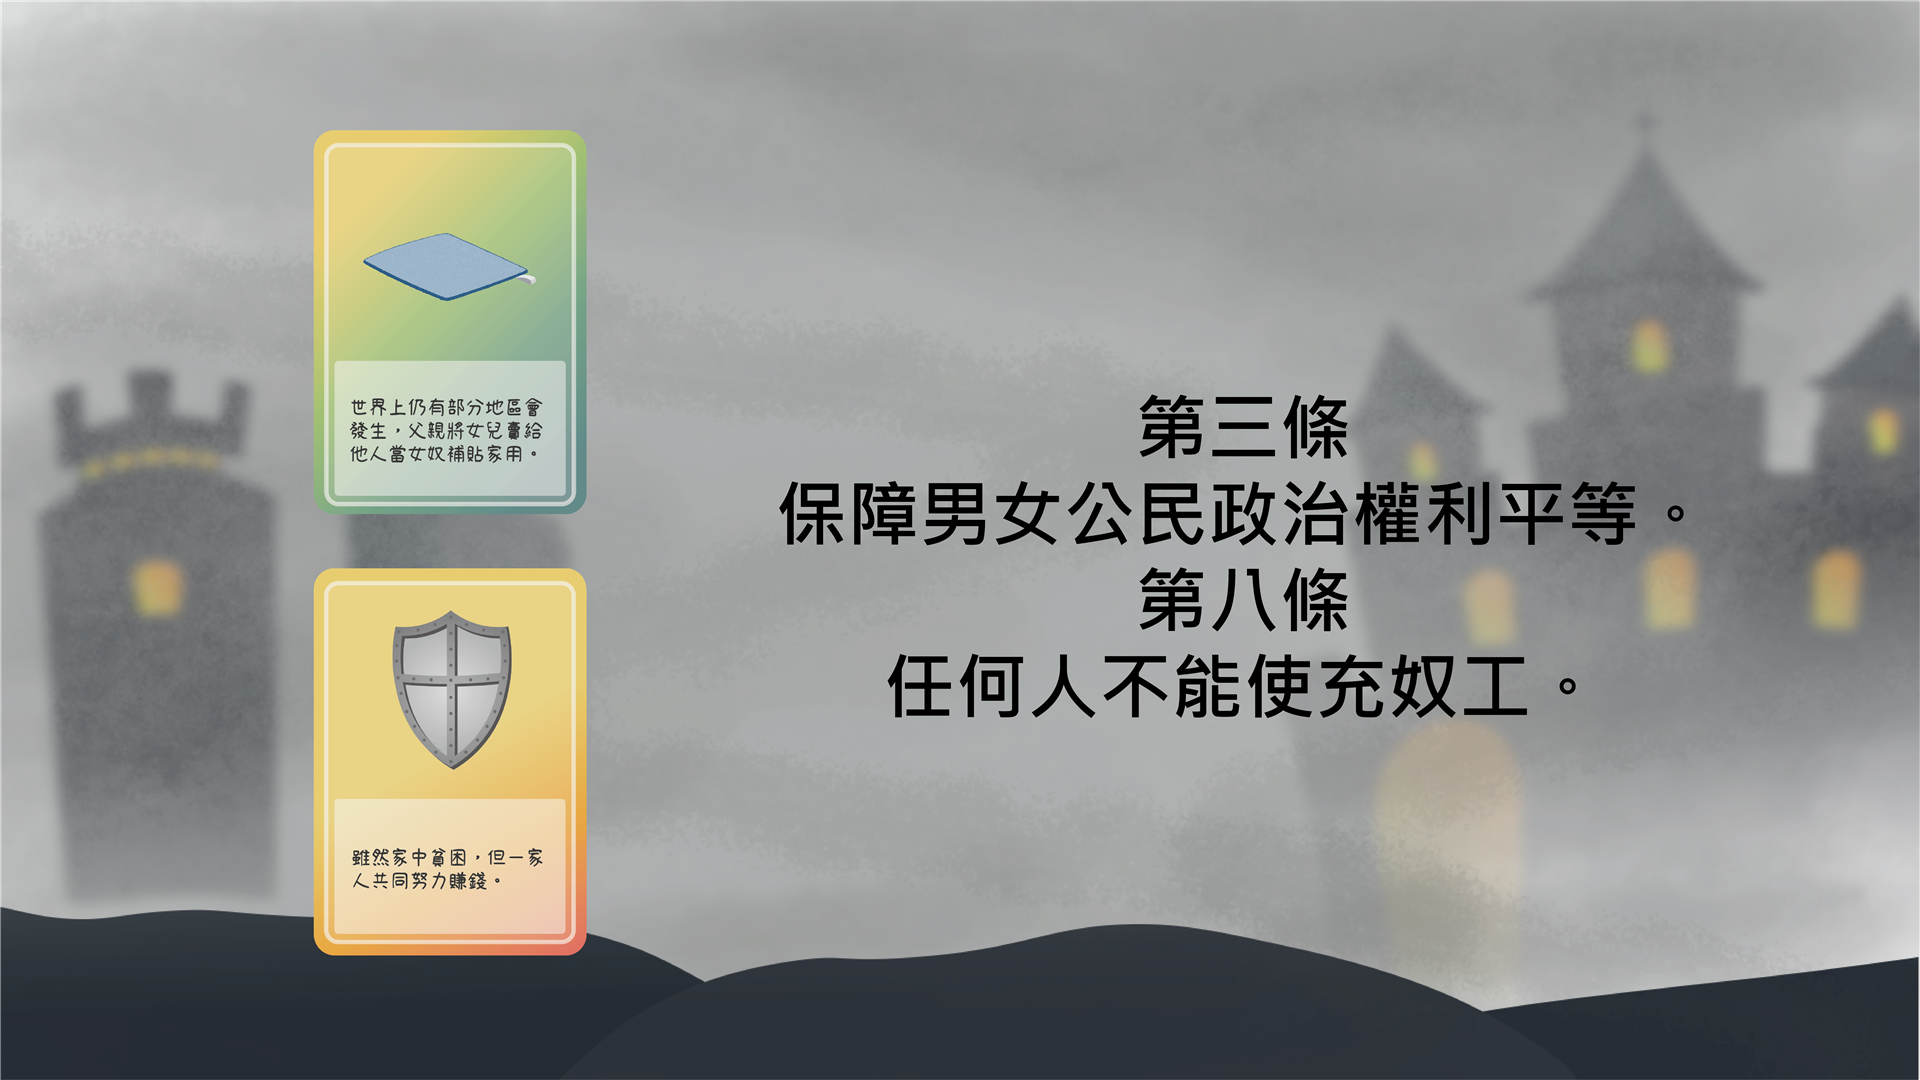 世界上仍有部分地區會
發生，父親將女兒賣給
他人當女奴補貼家用。
雖然家中貧困，但一家
人共同努力賺錢。
第三條
保障男女公民政治權利平等。
第八條
任何人不能使充奴工。